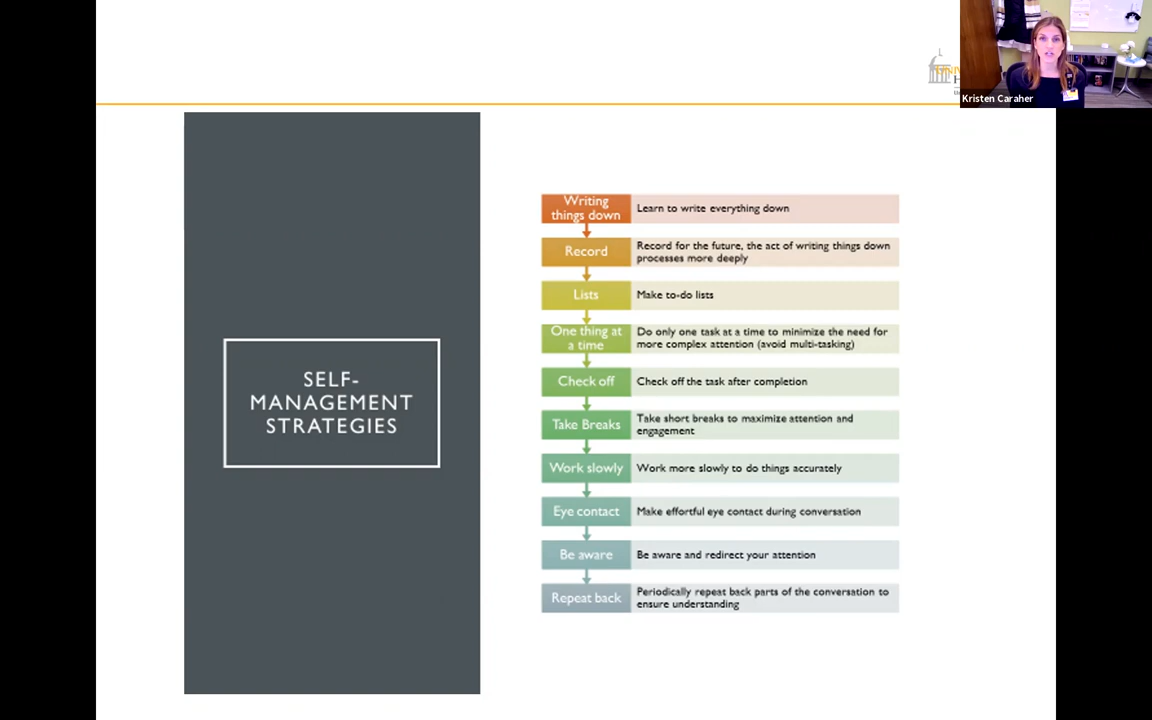 Kristen Caraher
SELF-
MANAGEMENT
STRATEGIES
Writing
things down
Learn to write everything down
Record
Record for the future, the act of writing things down
processes more deeply
Lists
Make to-do lists
One thing at
a time
Do only one task at a time to minimize the need for
more complex attention (avoid multi-tasking)
Check off
Check off the task after completion
Take Breaks
Take short breaks to maximize attention and
engagement
Work slowly
Work more slowly to do things accurately
Eye contact
Make effortful eye contact during conversation
Be aware
Be aware and redirect your attention
Repeat back
Periodically repeat back parts of the conversation to
ensure understanding